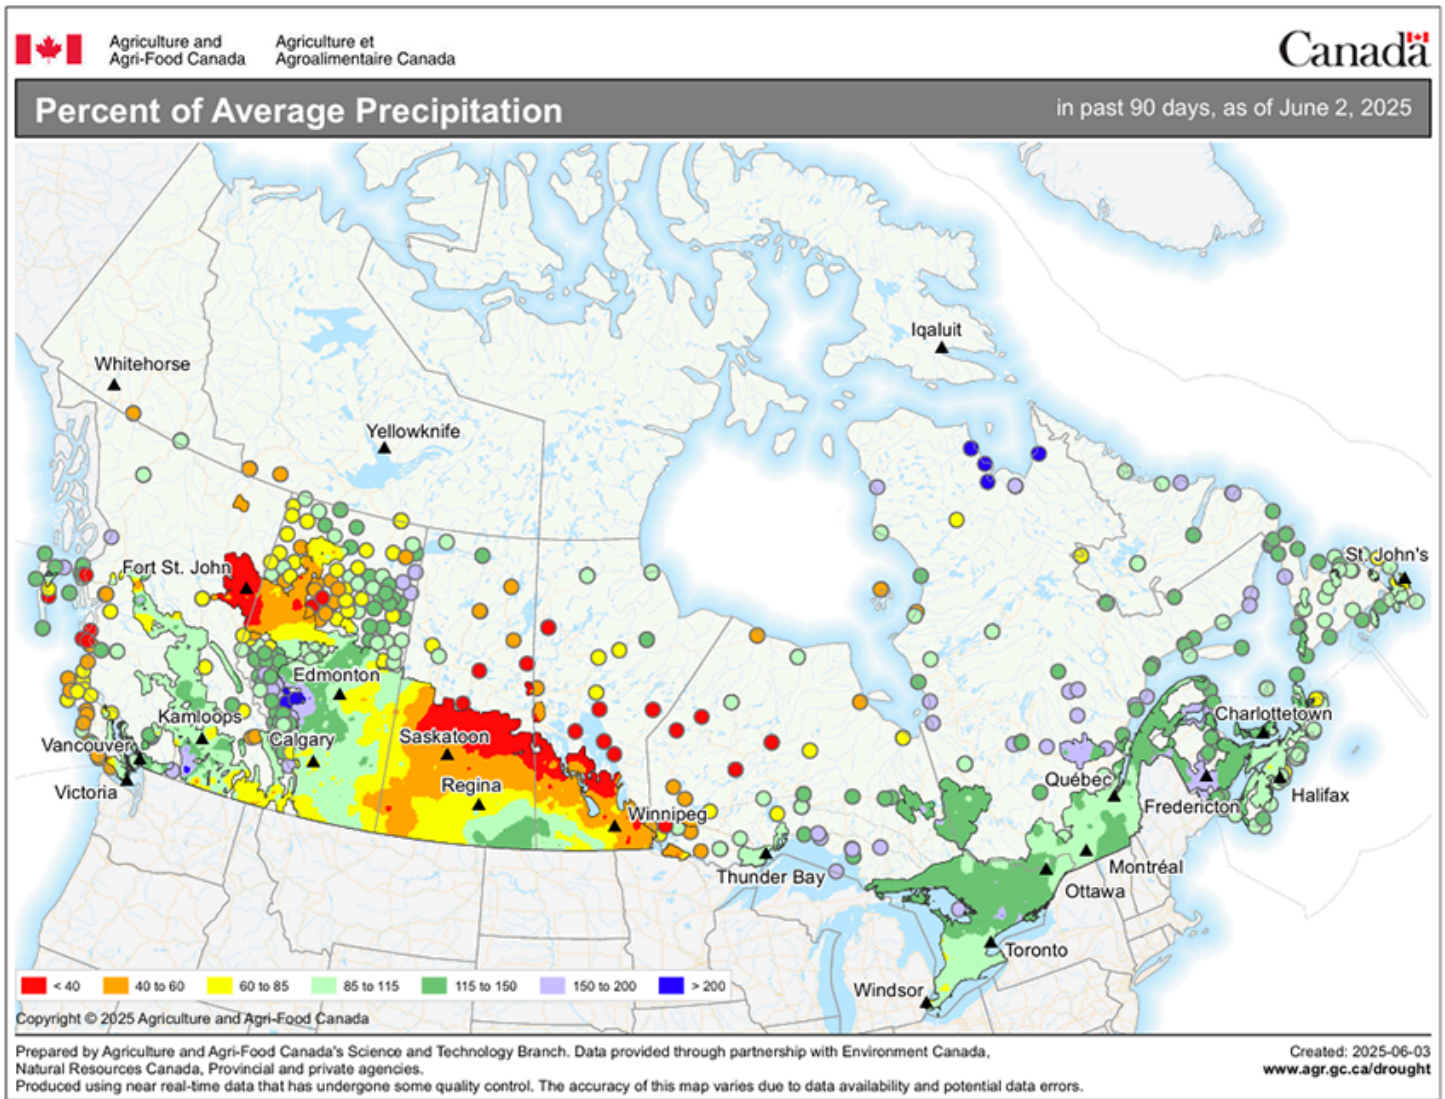 Agriculture and
Agri-Food Canada
Agriculture et
Agroalimentaire Canada
Canada
Percent of Average Precipitation
in past 90 days, as of June 2, 2025
Iqaluit
Whitehorse
Yellowknife
St. John's
Fort St. John
Edmonton
Kamloops
Charlottetown
Vancouver
Calgary
Saskatoon
Québec
Regina
Victoria
Halifax
Fredericton
Winnipeg
Montréal
Thunder Bay
Ottawa
Toronto
Windsor
< 40
40 to 60
60 to 85
85 to 115
115 to 150
150 to 200
> 200
Copyright © 2025 Agriculture and Agri-Food Canada
Prepared by Agriculture and Agri-Food Canada's Science and Technology Branch. Data provided through partnership with Environment Canada,
Natural Resources Canada, Provincial and private agencies.
Produced using near real-time data that has undergone some quality control. The accuracy of this map varies due to data availability and potential data errors.
Created: 2025-06-03
www.agr.gc.ca/drought